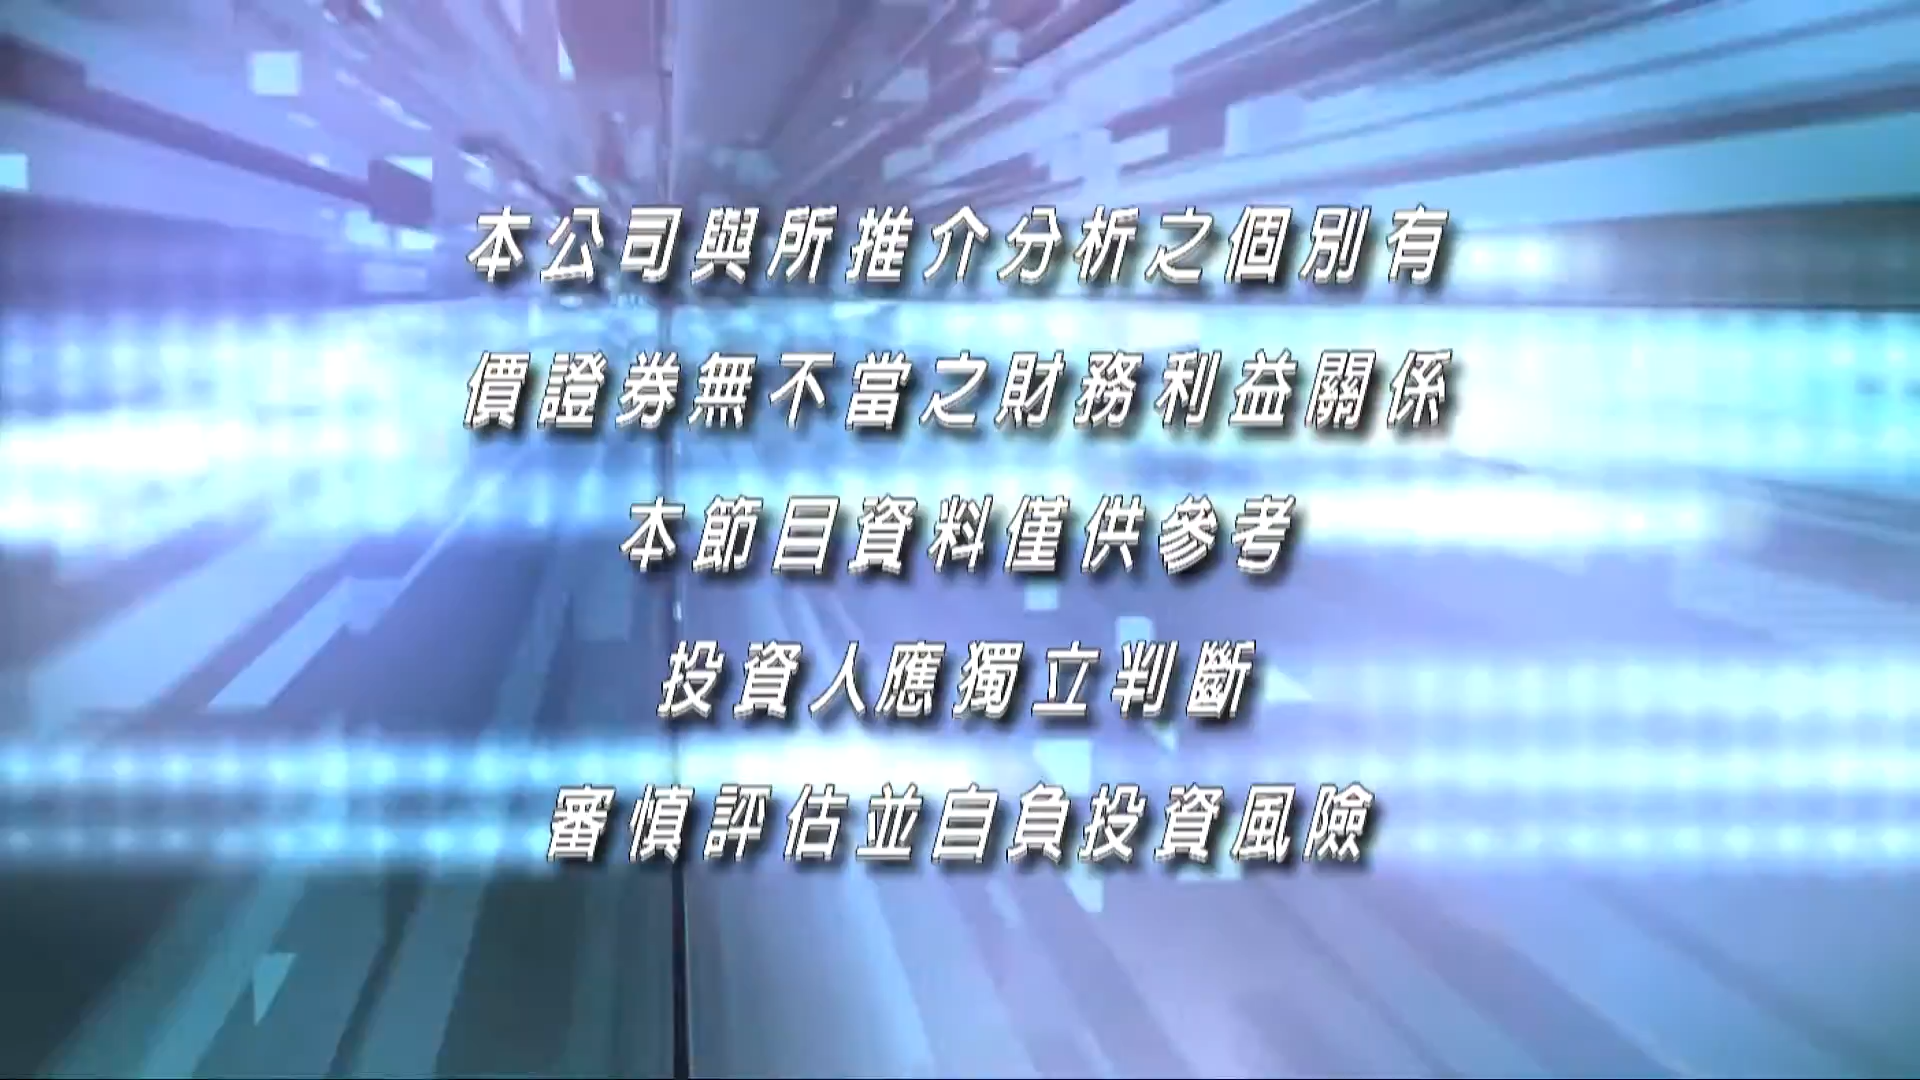 本公司與所推介分析之個別有
價證券無不當之財務利益關係
本節目資料僅供參考
投資人應獨立判斷
審慎評估並自負投資風險